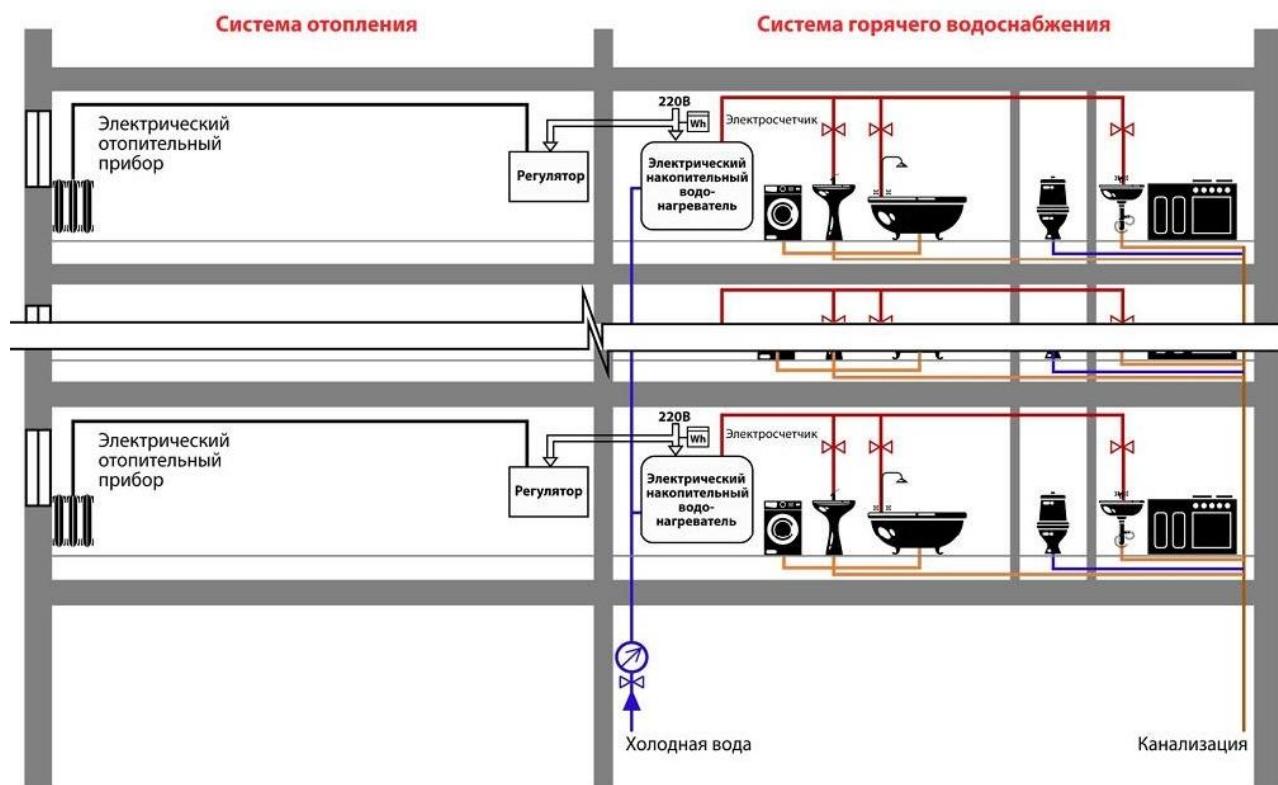 Система отопления
Система горячего водоснабжения
Электрический
отопительный
прибор
Регулятор
220В
Wh
Электросчетчик
Электрический
накопительный
водо-
нагреватель
Электрический
отопительный
прибор
Регулятор
220В
Wh
Электросчетчик
Электрический
накопительный
водо-
нагреватель
Холодная вода
Канализация